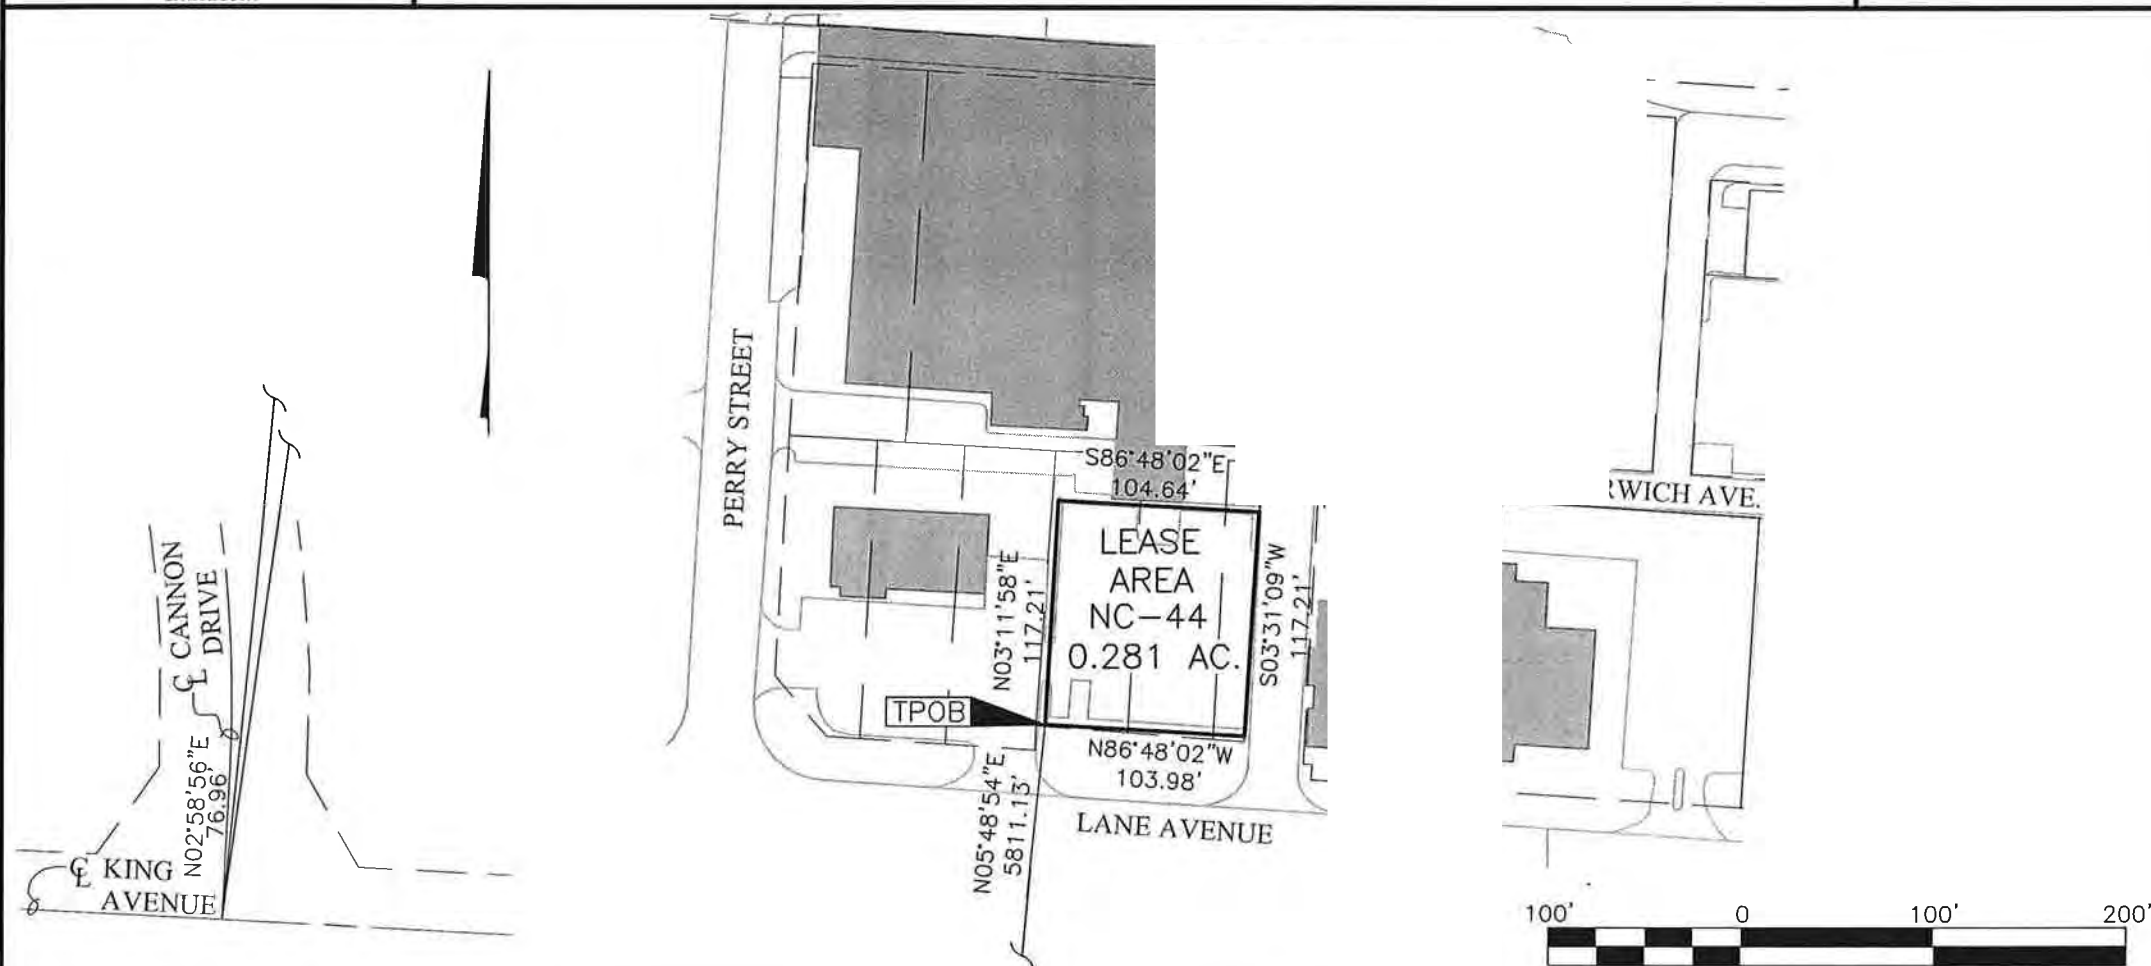 PERRY STREET
S86°48'02"E
104.64'
LEASE
AREA
NC-44
0.281 AC.
N03°11'58"E
117.21'
S03°31'09"W
117.21'
TPOB
N86°48'02"W
103.98'
N05°48'54"E
5811.13'
LANE AVENUE
RWICH AVE.
℄ CANNON
DRIVE
N02°58'56"E
76.96'
℄ KING
AVENUE
100' 0 100' 200'